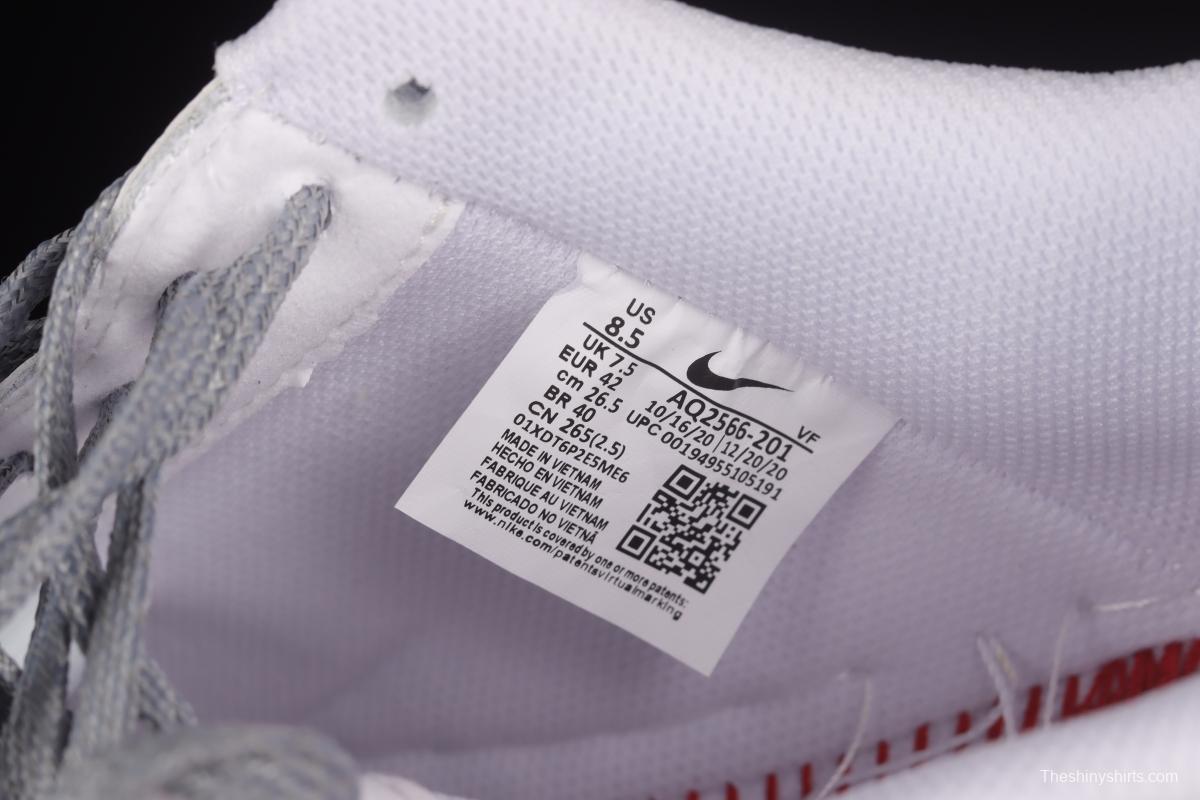 US
8.5
UK 7.5
EUR 42
cm 26.5
BR 40
CN 265(2.5)
01XDT6P2E5ME6
AQ2566-201 VF
10/16/20 | 12/20/20
UPC 00194955105191
MADE IN VIETNAM
HECHO EN VIETNAM
FABRIQUE AU VIETNAM
FABRICADO NO VIETNÃ
This product is covered by one or more patents:
www.nike.com/patentsvirtualmarking
Theshinyshirts.com